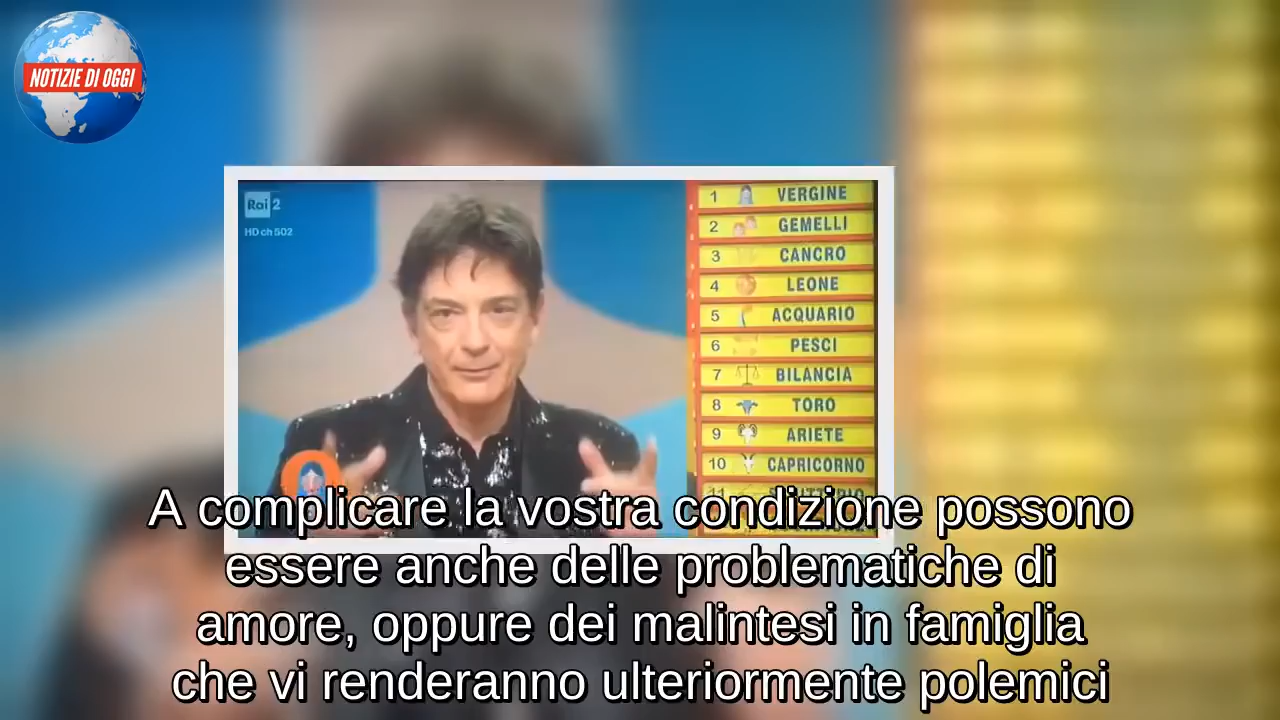 NOTIZIE DI OGGI
Rai 2
HD ch 502
1 VERGINE
2 GEMELLI
3 CANCRO
4 LEONE
5 ACQUARIO
6 PESCI
7 BILANCIA
8 TORO
9 ARIETE
10 CAPRICORNO
11
A complicare la vostra condizione possono
essere anche delle problematiche di
amore, oppure dei malintesi in famiglia
che vi renderanno ulteriormente polemici